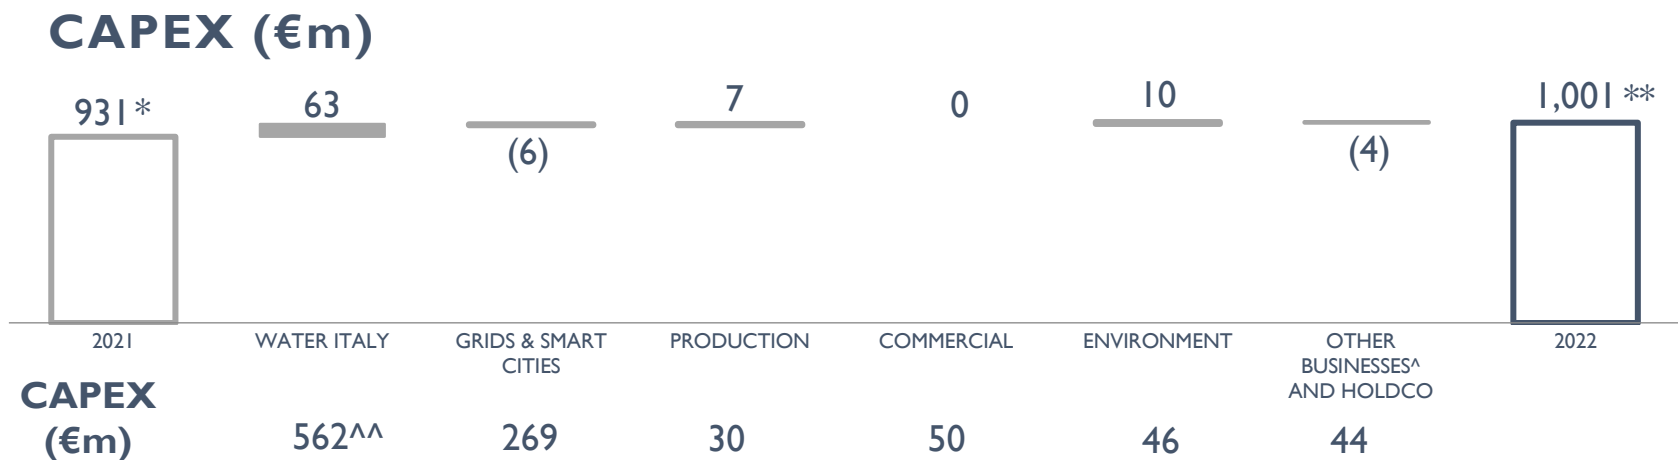 CAPEX (€m)
931*
63
(6)
7
0
10
(4)
1,001 **
2021
WATER ITALY
GRIDS & SMART
CITIES
PRODUCTION
COMMERCIAL
ENVIRONMENT
OTHER
BUSINESSES^
AND HOLDCO
2022
CAPEX
(€m)
562^^
269
30
50
46
44